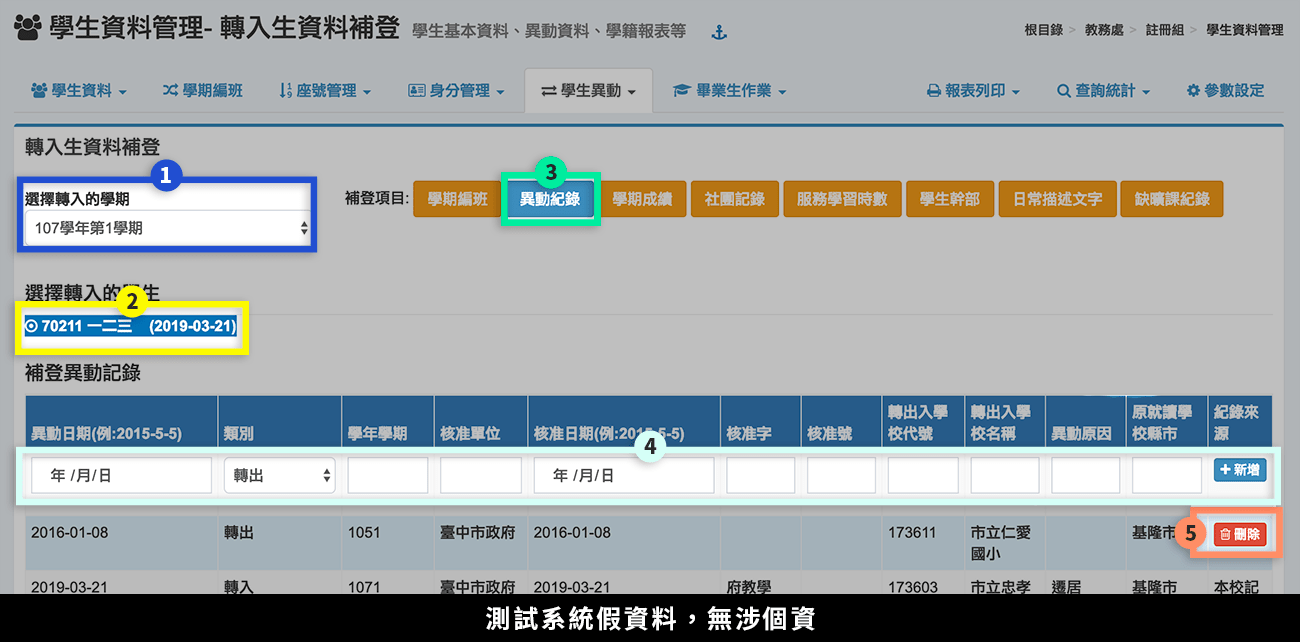 學生資料管理- 轉入生資料補登 學生基本資料、異動資料、學籍報表等
根目錄 > 教務處 > 註冊組 > 學生資料管理
學生資料 學期編班 座號管理 身分管理 學生異動 畢業生作業 報表列印 查詢統計 參數設定
轉入生資料補登
1
選擇轉入的學期
107學年第1學期
3
補登項目: 學期編班 異動紀錄 學期成績 社團記錄 服務學習時數 學生幹部 日常描述文字 缺曠課紀錄
選擇轉入的學生
2
70211 一二三 (2019-03-21)
補登異動記錄
異動日期(例:2015-5-5) 類別 學年學期 核准單位 核准日期(例:2015-5-5) 核准字 核准號 轉出入學校代號 轉出入學校名稱 異動原因 原就讀學校縣市 紀錄來源
4
年 /月/日 轉出 年 /月/日 +新增
2016-01-08 轉出 1051 臺中市政府 2016-01-08 173611 市立仁愛國小 基隆市 5 刪除
2019-03-21 轉入 1071 臺中市政府 2019-03-21 府教學 173603 市立忠孝 遷居 基隆市 本校記
測試系統假資料，無涉個資